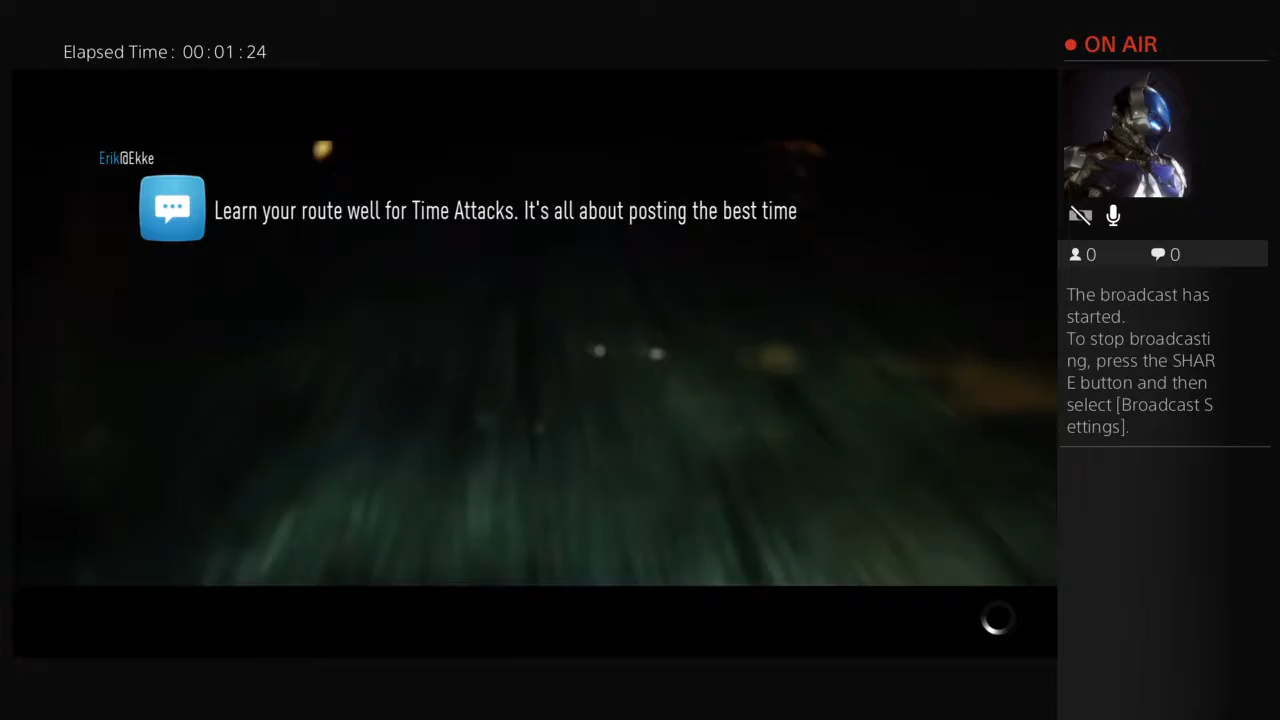 Elapsed Time: 00:01:24
ON AIR
Erik@Ekke
Learn your route well for Time Attacks. It's all about posting the best time
0 0
The broadcast has
started.
To stop broadcasti
ng, press the SHAR
E button and then
select [Broadcast S
ettings].